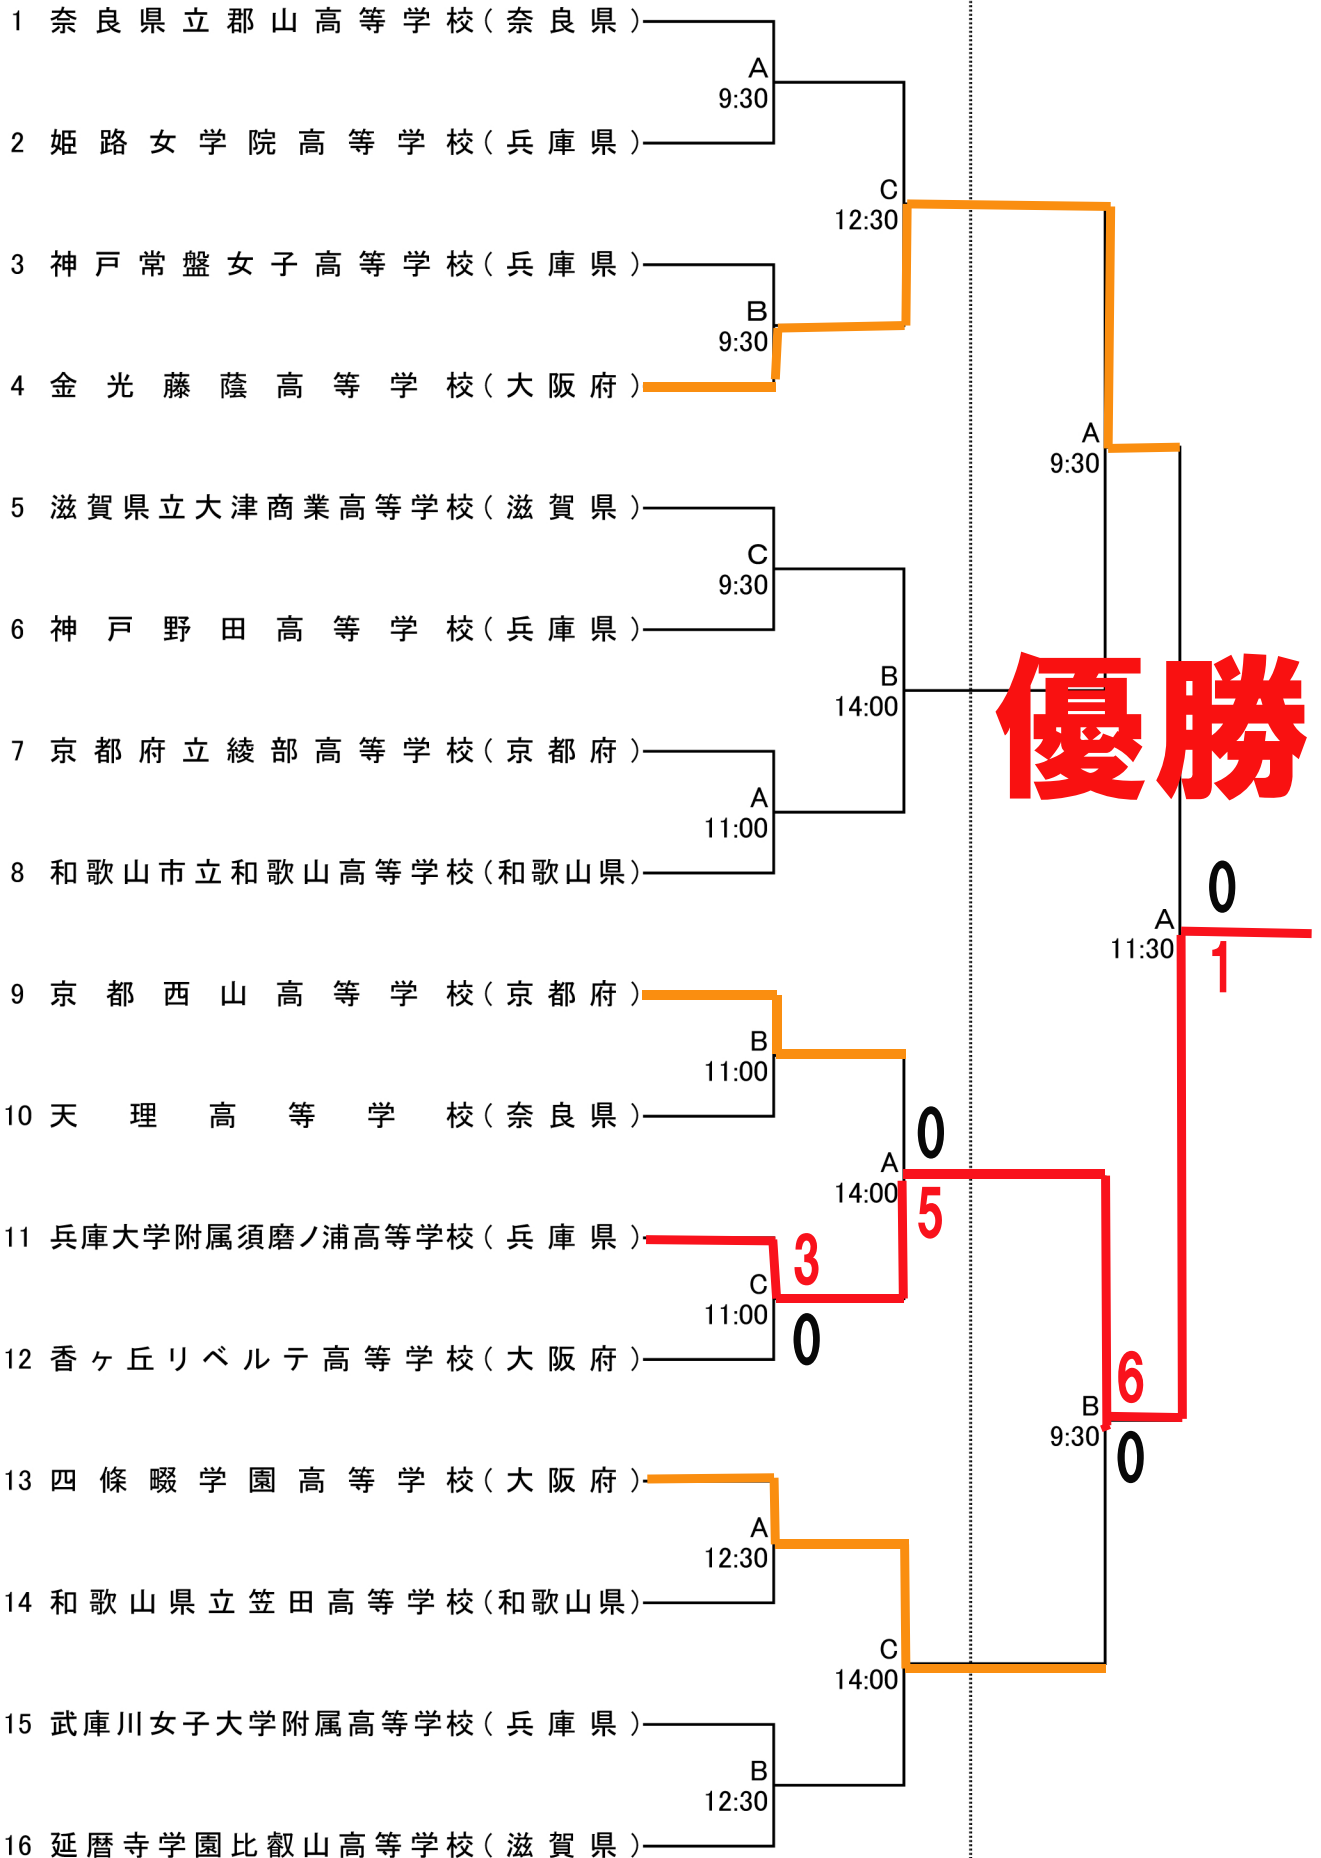 1 奈良県立郡山高等学校(奈良県)
A
9:30
2 姫路女学院高等学校(兵庫県)
C
12:30
3 神戸常盤女子高等学校(兵庫県)
B
9:30
4 金光藤蔭高等学校(大阪府)
A
9:30
5 滋賀県立大津商業高等学校(滋賀県)
C
9:30
6 神戸野田高等学校(兵庫県)
B
14:00
優勝
7 京都府立綾部高等学校(京都府)
A
11:00
8 和歌山市立和歌山高等学校(和歌山県)
0
A
11:30
1
9 京都西山高等学校(京都府)
B
11:00
10 天理高等学校(奈良県)
0
A
14:00
5
11 兵庫大学附属須磨ノ浦高等学校(兵庫県)
3
C
11:00
0
12 香ヶ丘リベルテ高等学校(大阪府)
6
B
9:30
0
13 四條畷学園高等学校(大阪府)
A
12:30
14 和歌山県立笠田高等学校(和歌山県)
C
14:00
15 武庫川女子大学附属高等学校(兵庫県)
B
12:30
16 延暦寺学園比叡山高等学校(滋賀県)